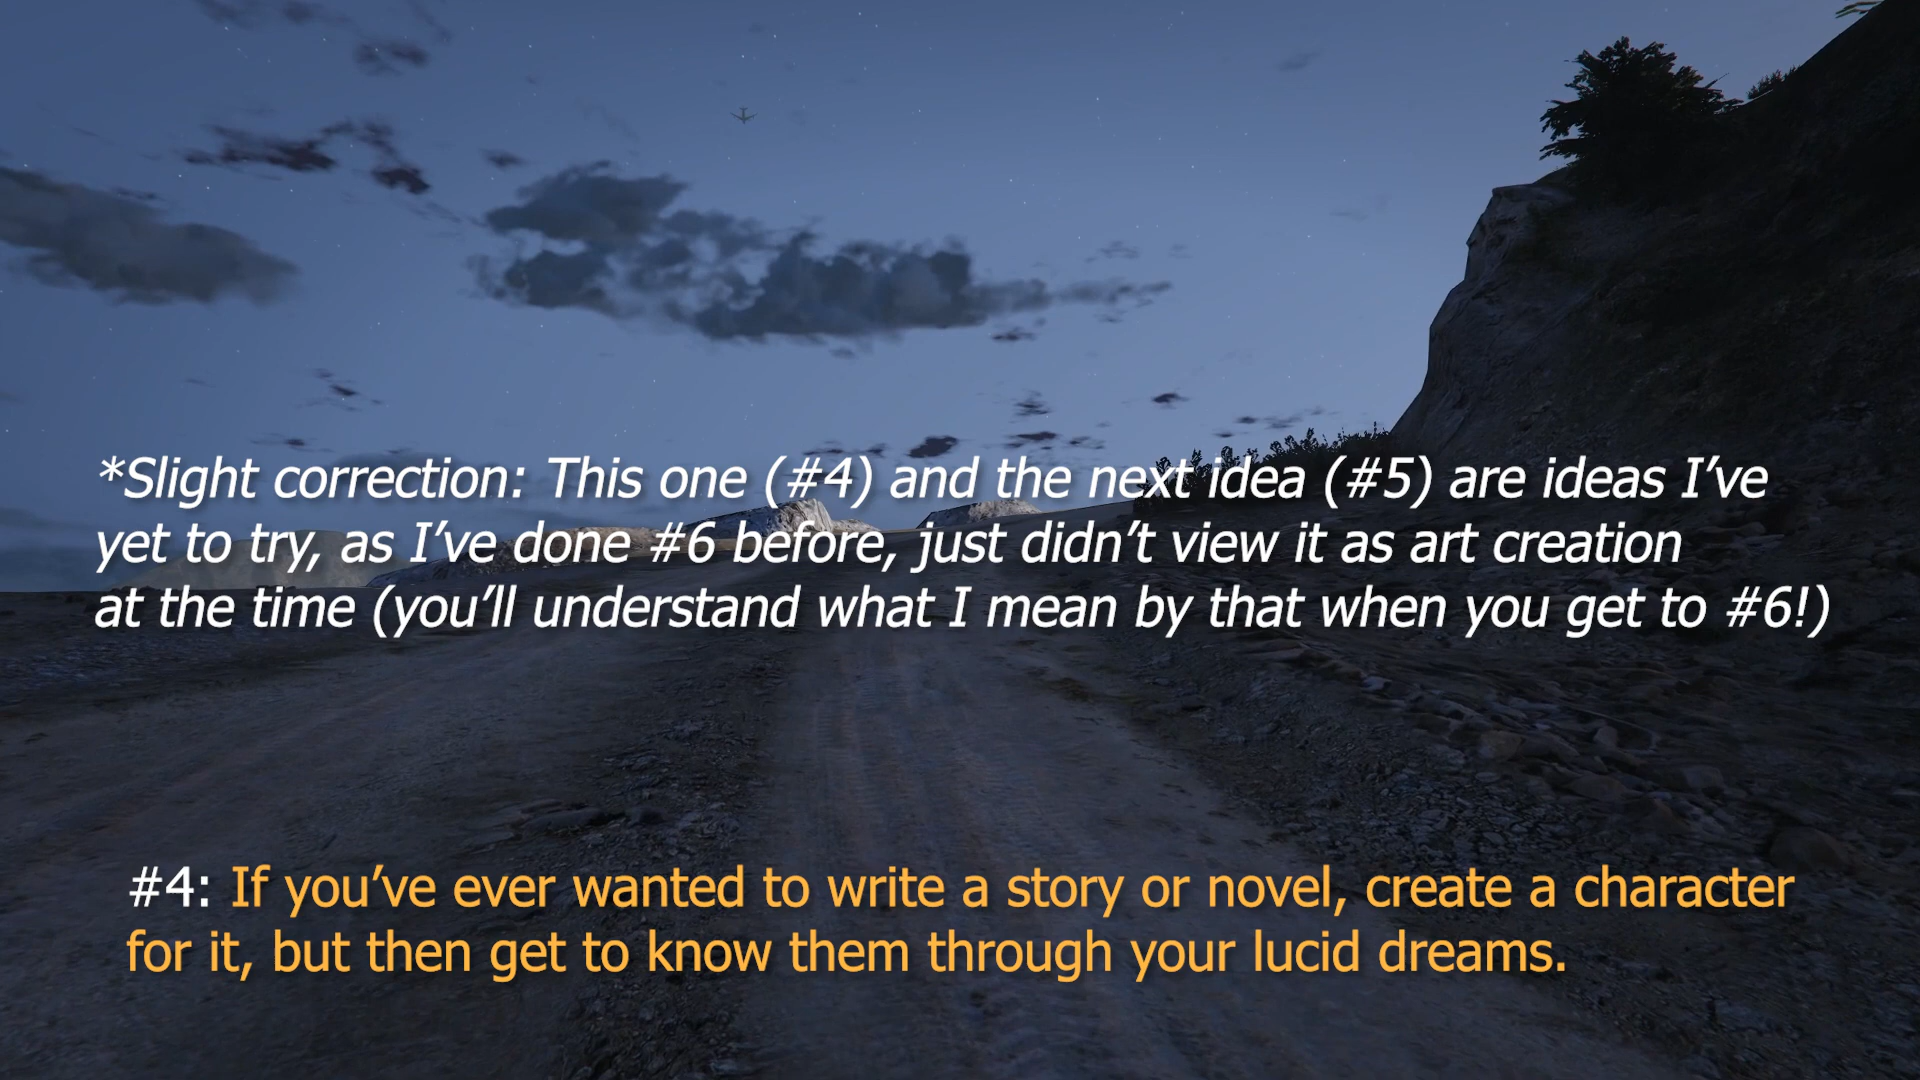 *Slight correction: This one (#4) and the next idea (#5) are ideas I’ve
yet to try, as I’ve done #6 before, just didn’t view it as art creation
at the time (you’ll understand what I mean by that when you get to #6!)
#4: If you’ve ever wanted to write a story or novel, create a character
for it, but then get to know them through your lucid dreams.